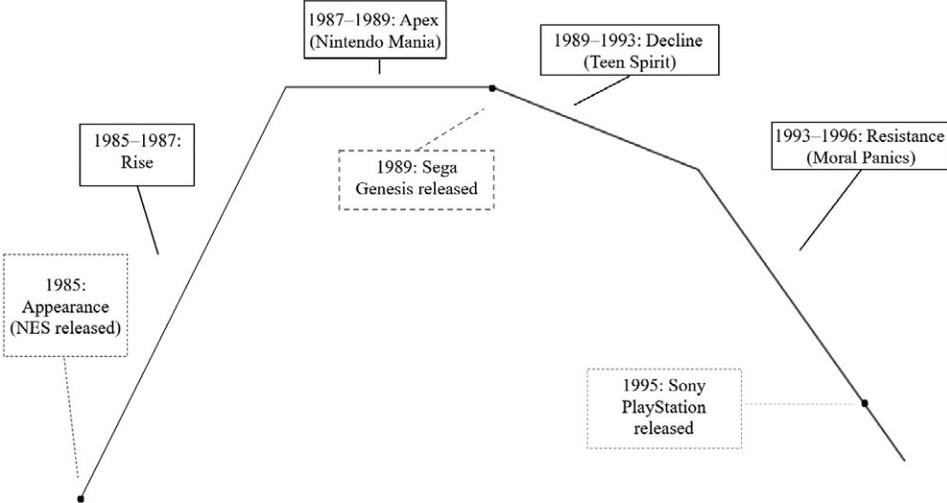 1987–1989: Apex
(Nintendo Mania)
1989–1993: Decline
(Teen Spirit)
1985–1987:
Rise
1989: Sega
Genesis released
1993–1996: Resistance
(Moral Panics)
1985:
Appearance
(NES released)
1995: Sony
PlayStation
released